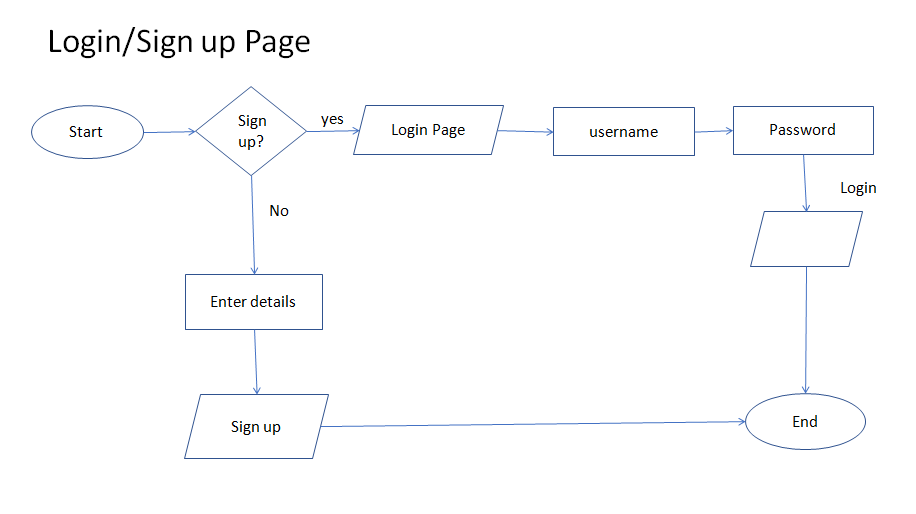 Login/Sign up Page
Start
Sign
up?
yes
Login Page
username
Password
Login
No
Enter details
Sign up
End